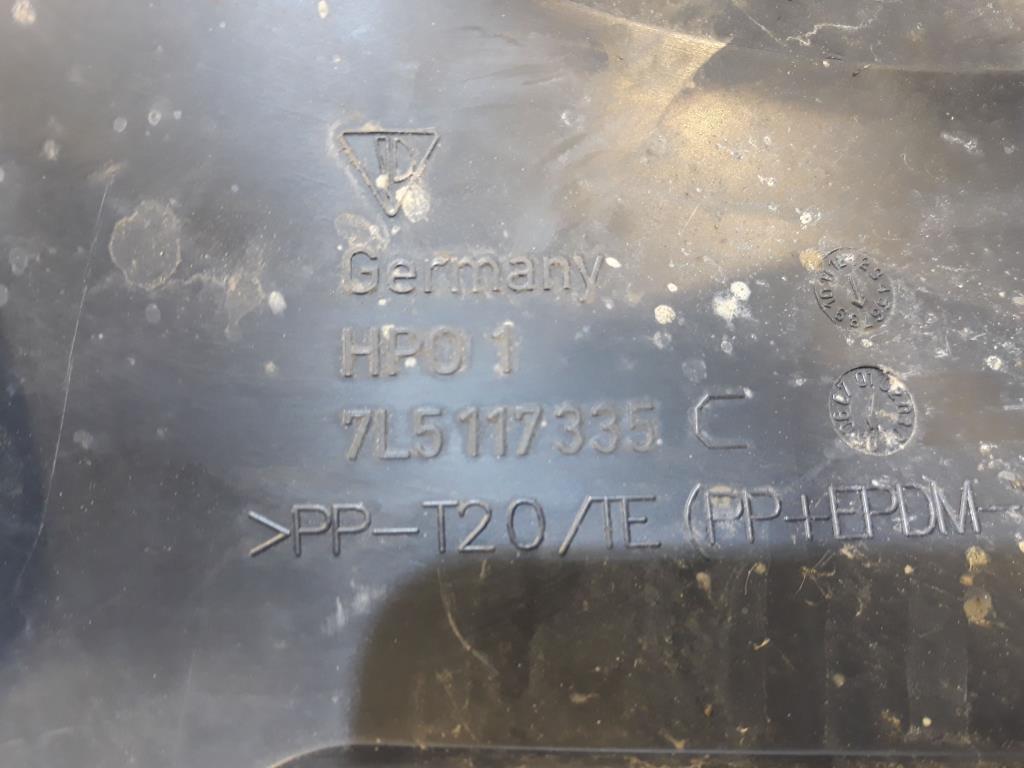 Germany
HPO 1
7L5 117 335 C
>PP-T20/TE (PP+EPDM-